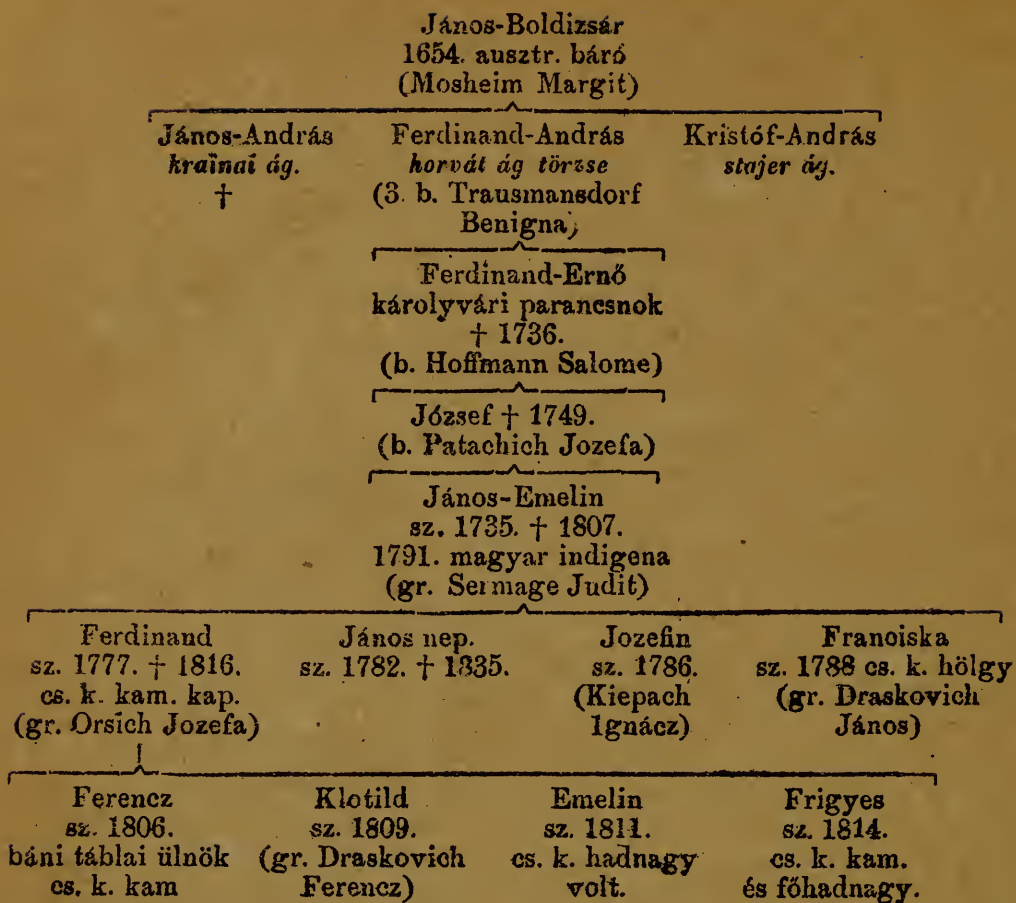 János-Boldizsár
1654. ausztr. báró
(Mosheim Margit)
János-András Ferdinand-András Kristóf-András
krainai ág. horvát ág törzse stajer ág.
† (3. b. Trausmansdorf
Benigna)
Ferdinand-Ernő
károlyvári parancsnok
† 1736.
(b. Hoffmann Salome)
József † 1749.
(b. Patachich Jozefa)
János-Emelin
sz. 1735. † 1807.
1791. magyar indigena
(gr. Sermage Judit)
Ferdinand János nep. Jozefin Franciska
sz. 1777. † 1816. sz. 1782. † 1835. sz. 1786. sz. 1788 cs. k. hölgy
cs. k. kam. kap. (Kiepach (gr. Draskovich
(gr. Orsich Jozefa) Ignácz) János)
Ferencz Klotild Emelin Frigyes
sz. 1806. sz. 1809. sz. 1811. sz. 1814.
báni táblai ülnök (gr. Draskovich cs. k. hadnagy cs. k. kam.
cs. k. kam Ferencz) volt. és főhadnagy.